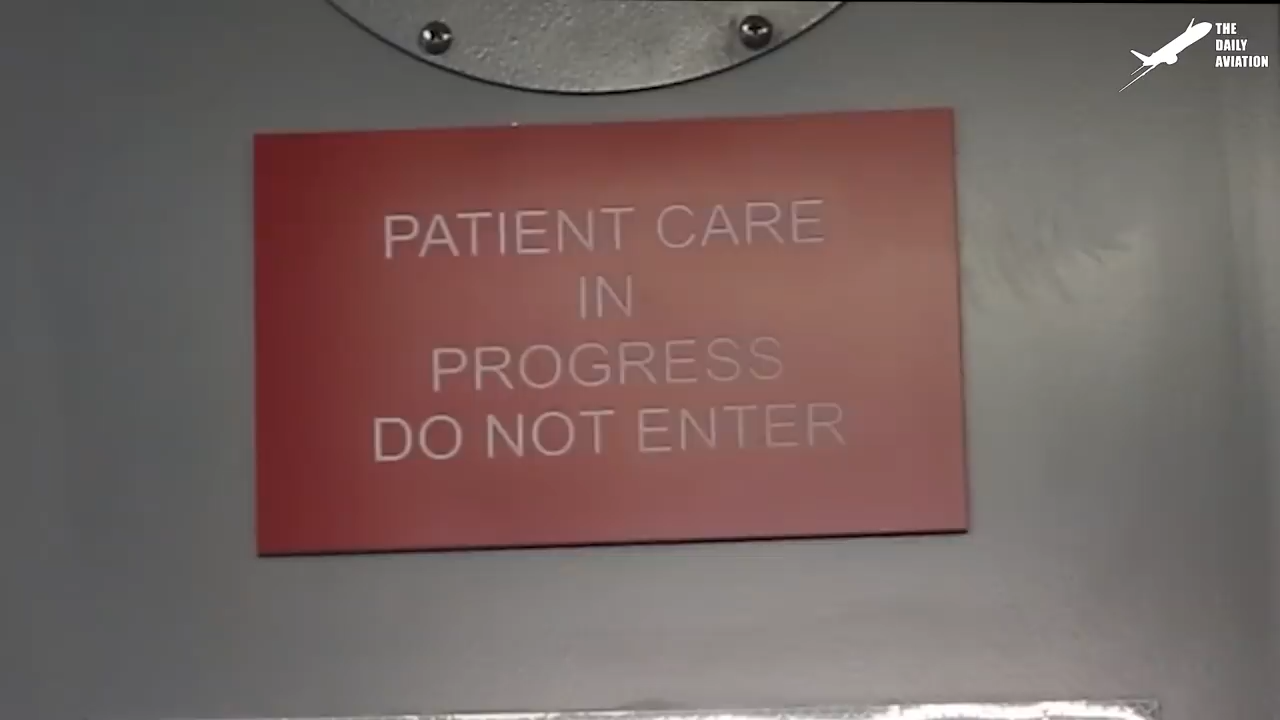 THE
DAILY
AVIATION
PATIENT CARE
IN
PROGRESS
DO NOT ENTER